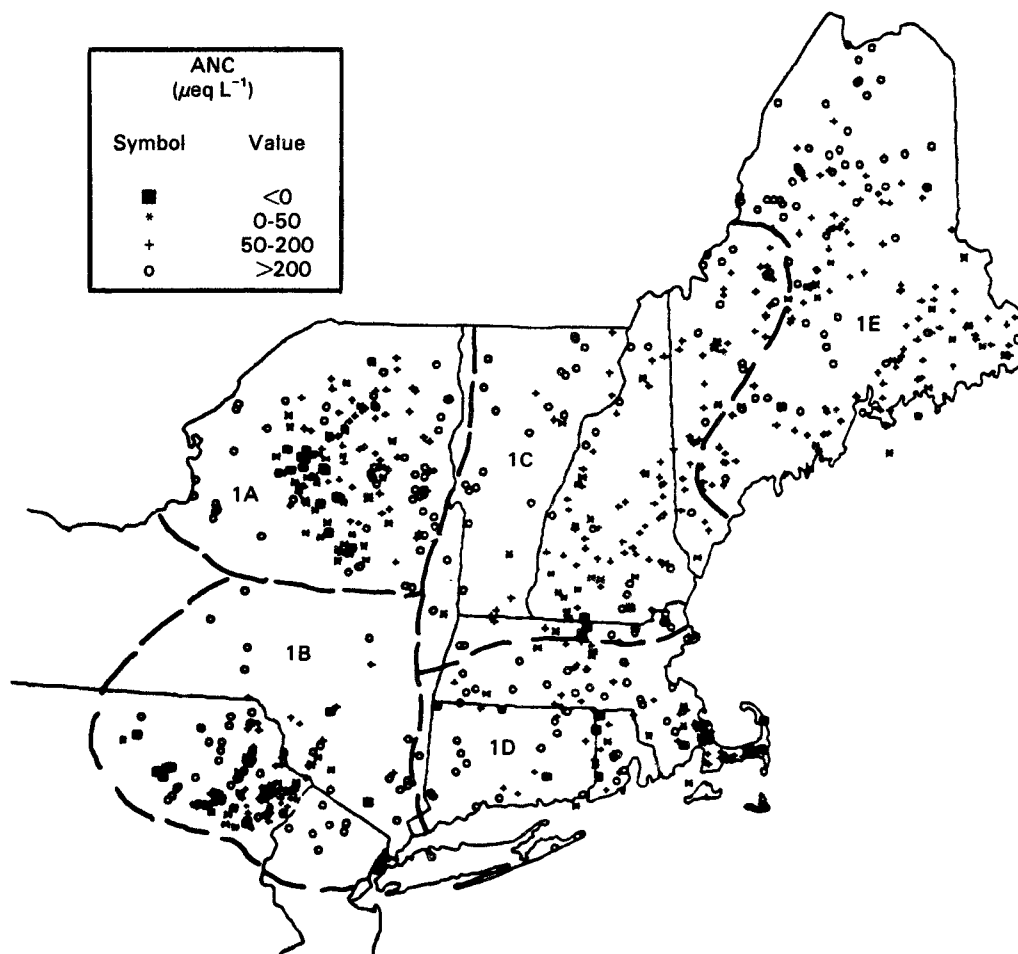 ANC
(μeq L⁻¹)
Symbol Value
■ <0
* 0-50
+ 50-200
o >200
1E
1C
1A
1B
1D